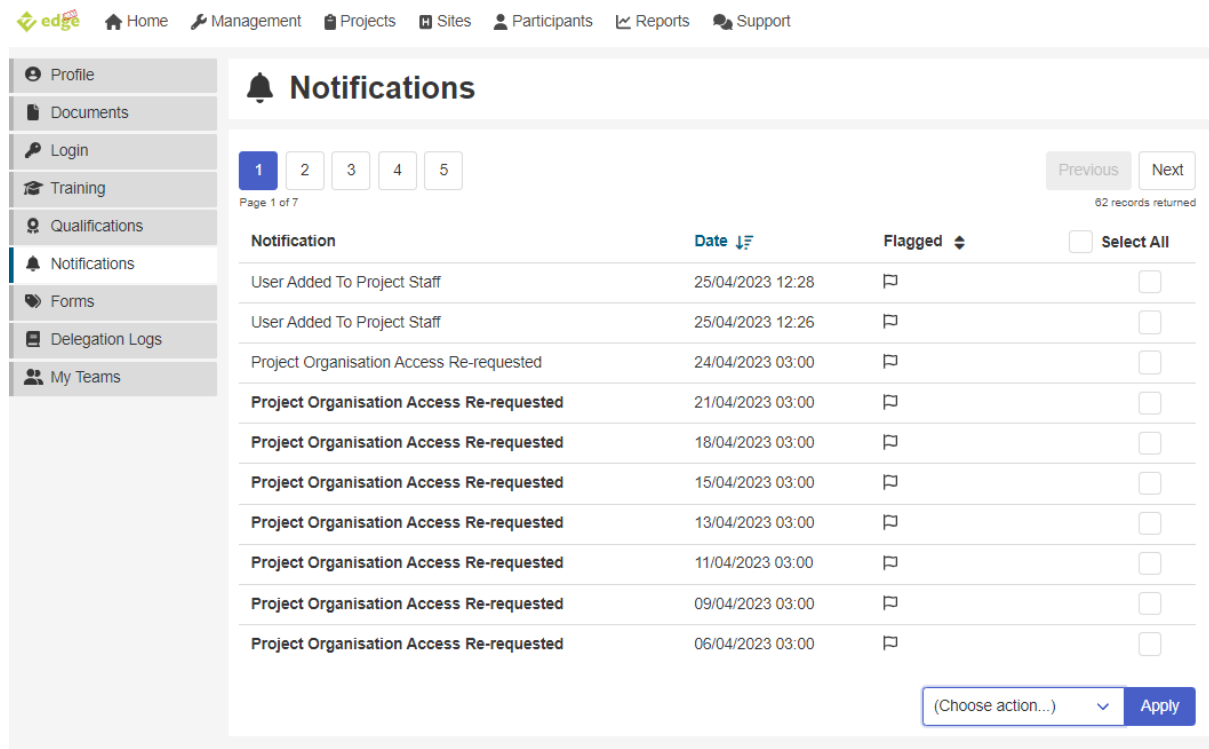 edge Home Management Projects Sites Participants Reports Support
Profile
Documents
Login
Training
Qualifications
Notifications
Forms
Delegation Logs
My Teams
Notifications
1 2 3 4 5 Previous Next
Page 1 of 7 62 records returned
Notification Date Flagged Select All
User Added To Project Staff 25/04/2023 12:28
User Added To Project Staff 25/04/2023 12:26
Project Organisation Access Re-requested 24/04/2023 03:00
Project Organisation Access Re-requested 21/04/2023 03:00
Project Organisation Access Re-requested 18/04/2023 03:00
Project Organisation Access Re-requested 15/04/2023 03:00
Project Organisation Access Re-requested 13/04/2023 03:00
Project Organisation Access Re-requested 11/04/2023 03:00
Project Organisation Access Re-requested 09/04/2023 03:00
Project Organisation Access Re-requested 06/04/2023 03:00
(Choose action...) Apply